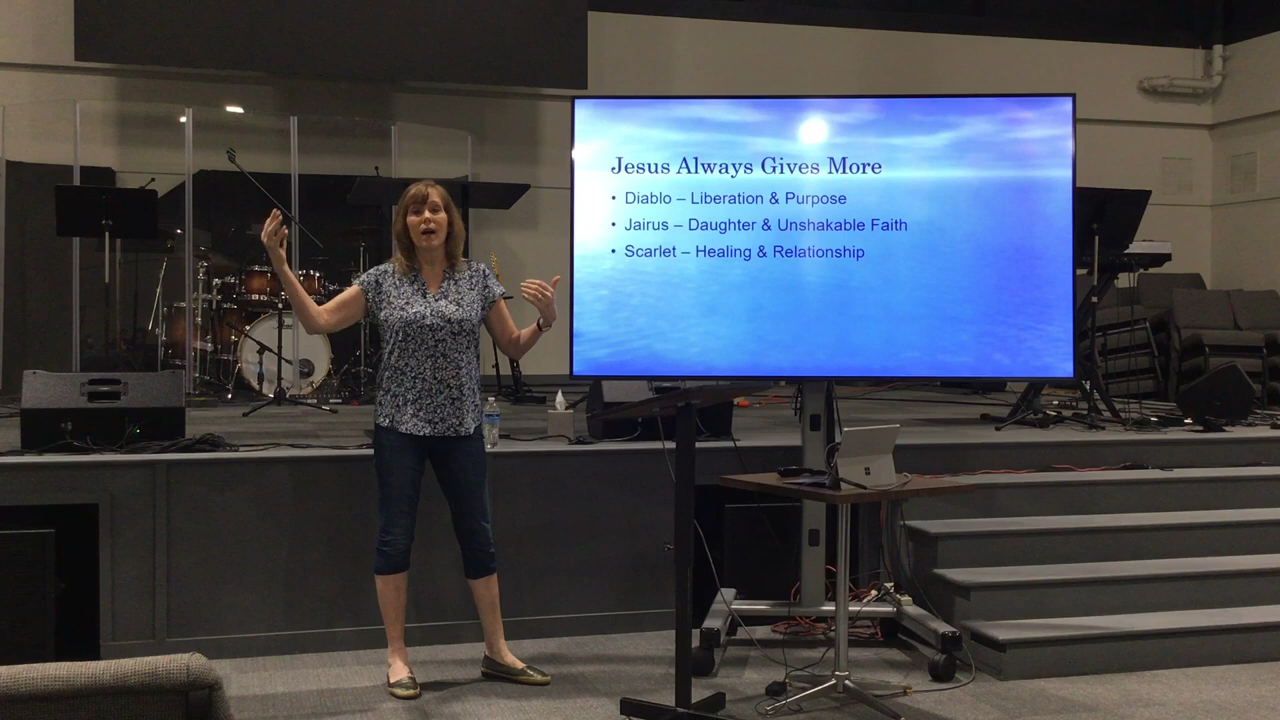 Jesus Always Gives More
• Diablo – Liberation & Purpose
• Jairus – Daughter & Unshakable Faith
• Scarlet – Healing & Relationship